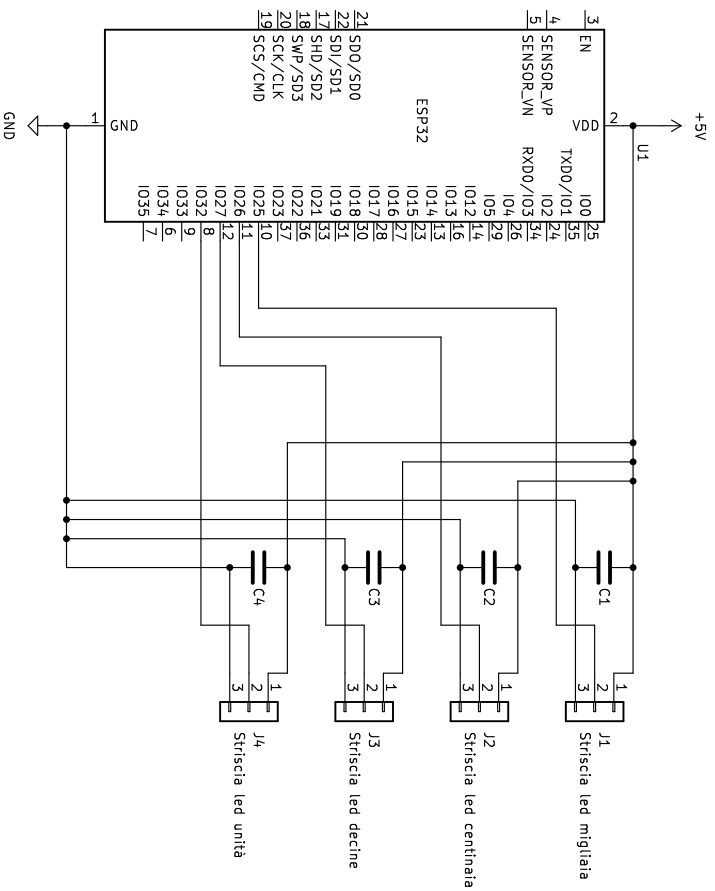 +5V
U1
2
VDD
3 EN
4 SENSOR_VP
5 SENSOR_VN
21 SDO/SD0
22 SDI/SD1
17 SHD/SD2
18 SWP/SD3
20 SCK/CLK
19 SCS/CMD
ESP32
IO0 25
TXD0/IO1 35
IO2 24
RXD0/IO3 34
IO4 26
IO5 29
IO12 14
IO13 16
IO14 13
IO15 23
IO16 27
IO17 28
IO18 30
IO19 31
IO21 33
IO22 36
IO23 37
IO25 10
IO26 11
IO27 12
IO32 8
IO33 9
IO34 6
IO35 7
GND
1
GND
C1
C2
C3
C4
1
2
3
J1
Striscia led migliaia
1
2
3
J2
Striscia led centinaia
1
2
3
J3
Striscia led decine
1
2
3
J4
Striscia led unità